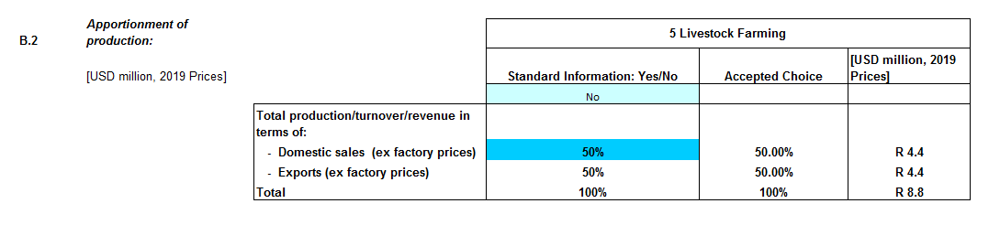 B.2
Apportionment of
production:
[USD million, 2019 Prices]
5 Livestock Farming
Standard Information: Yes/No
Accepted Choice
[USD million, 2019
Prices]
No
Total production/turnover/revenue in
terms of:
- Domestic sales (ex factory prices) 50% 50.00% R 4.4
- Exports (ex factory prices) 50% 50.00% R 4.4
Total 100% 100% R 8.8